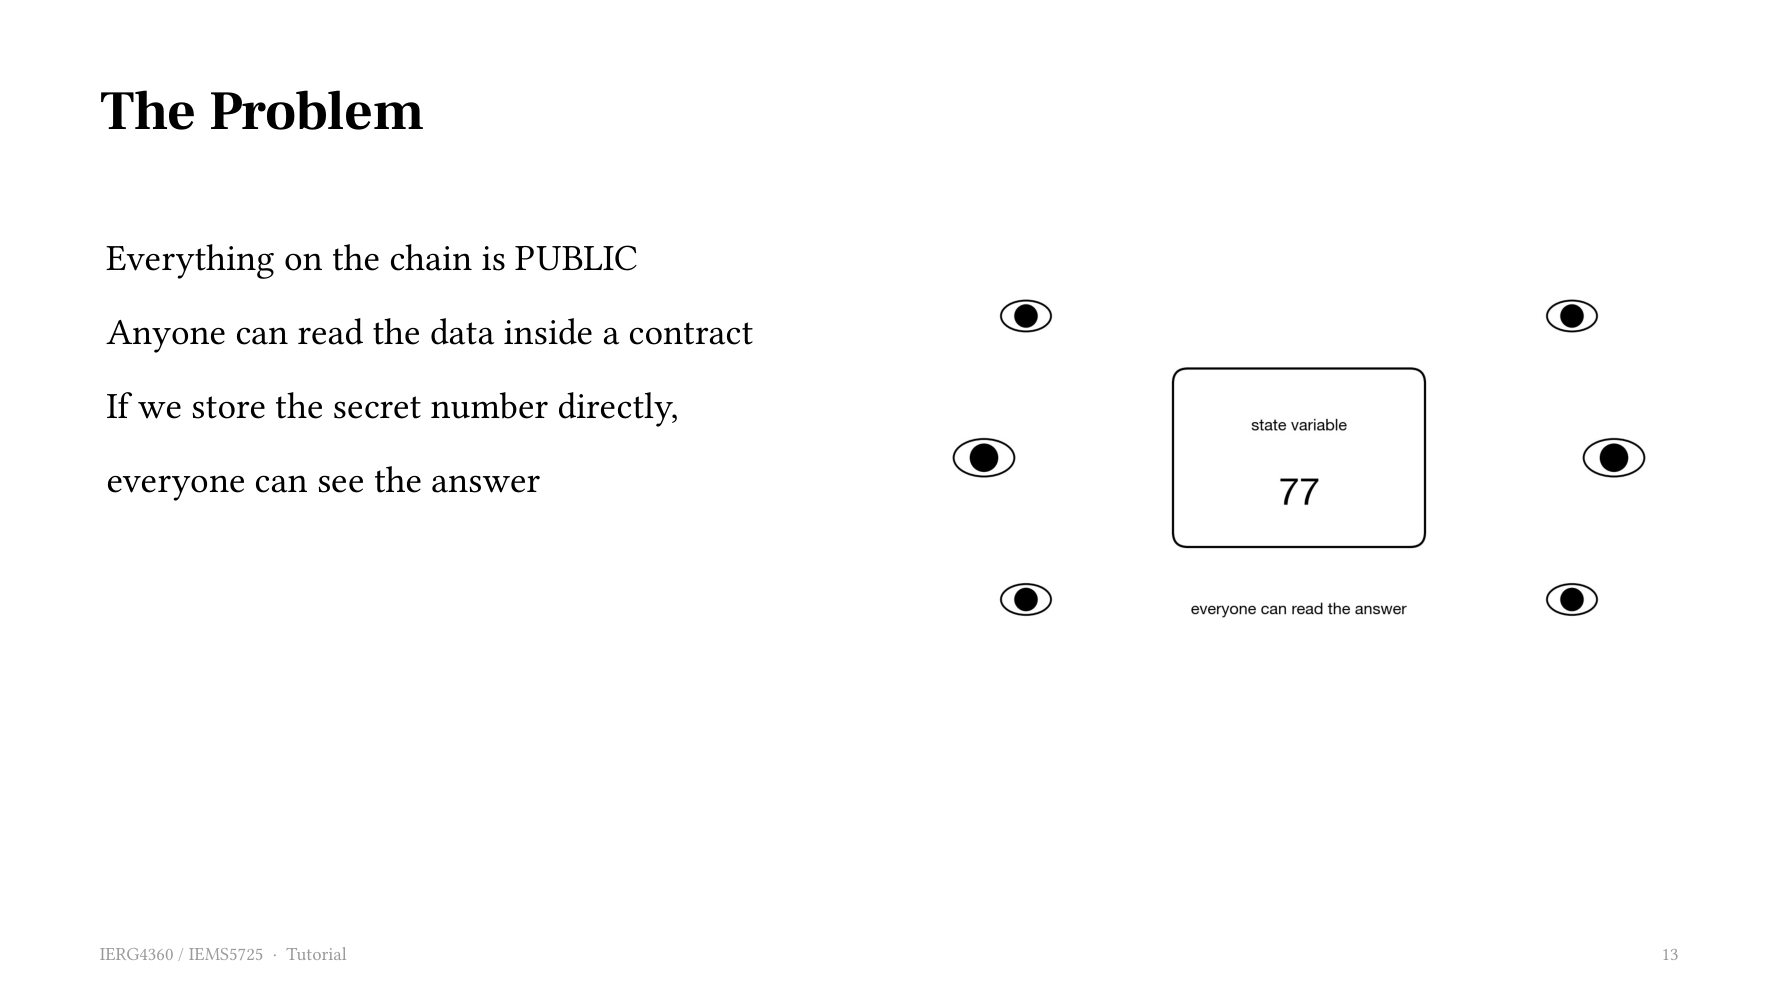 The Problem
Everything on the chain is PUBLIC
Anyone can read the data inside a contract
If we store the secret number directly,
everyone can see the answer
state variable
77
everyone can read the answer
IERG4360 / IEMS5725 · Tutorial
13